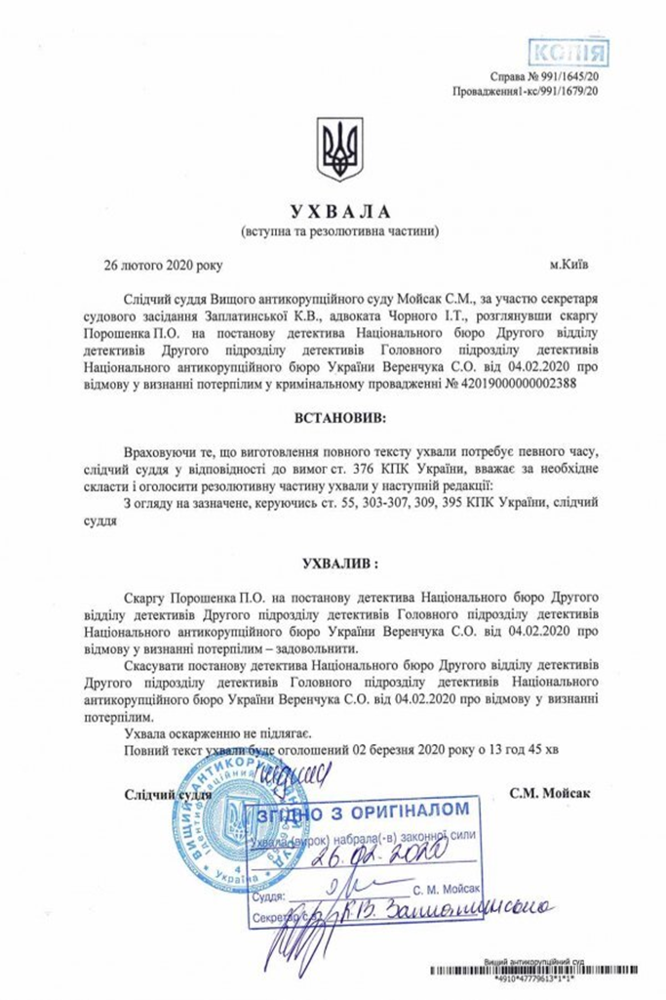 КОПІЯ
Справа № 991/1645/20
Провадження1-кс/991/1679/20
У Х В А Л А
(вступна та резолютивна частини)
26 лютого 2020 року м.Київ
Слідчий суддя Вищого антикорупційного суду Мойсак С.М., за участю секретаря
судового засідання Заплатинської К.В., адвоката Чорного І.Т., розглянувши скаргу
Порошенка П.О. на постанову детектива Національного бюро Другого відділу
детективів Другого підрозділу детективів Головного підрозділу детективів
Національного антикорупційного бюро України Веренчука С.О. від 04.02.2020 про
відмову у визнанні потерпілим у кримінальному провадженні № 42019000000002388
ВСТАНОВИВ:
Враховуючи те, що виготовлення повного тексту ухвали потребує певного часу,
слідчий суддя у відповідності до вимог ст. 376 КПК України, вважає за необхідне
скласти і оголосити резолютивну частину ухвали у наступній редакції:
З огляду на зазначене, керуючись ст. 55, 303-307, 309, 395 КПК України, слідчий
суддя
УХВАЛИВ :
Скаргу Порошенка П.О. на постанову детектива Національного бюро Другого
відділу детективів Другого підрозділу детективів Головного підрозділу детективів
Національного антикорупційного бюро України Веренчука С.О. від 04.02.2020 про
відмову у визнанні потерпілим – задовольнити.
Скасувати постанову детектива Національного бюро Другого відділу детективів
Другого підрозділу детективів Головного підрозділу детективів Національного
антикорупційного бюро України Веренчука С.О. від 04.02.2020 про відмову у визнанні
потерпілим.
Ухвала оскарженню не підлягає.
Повний текст ухвали буде оголошений 02 березня 2020 року о 13 год 45 хв
підпис
Слідчий суддя С.М. Мойсак
ВИЩИЙ АНТИКОРУПЦІЙНИЙ СУД
Ідентифікаційний
4
Україна
ЗГІДНО З ОРИГІНАЛОМ
Ухвала (вирок) набрала(-в) законної сили
26.02.2020
Суддя: С. М. Мойсак
Секретар с/з К.В. Заплатинська
Вищий антикорупційний суд
*4910*47779613*1*1*